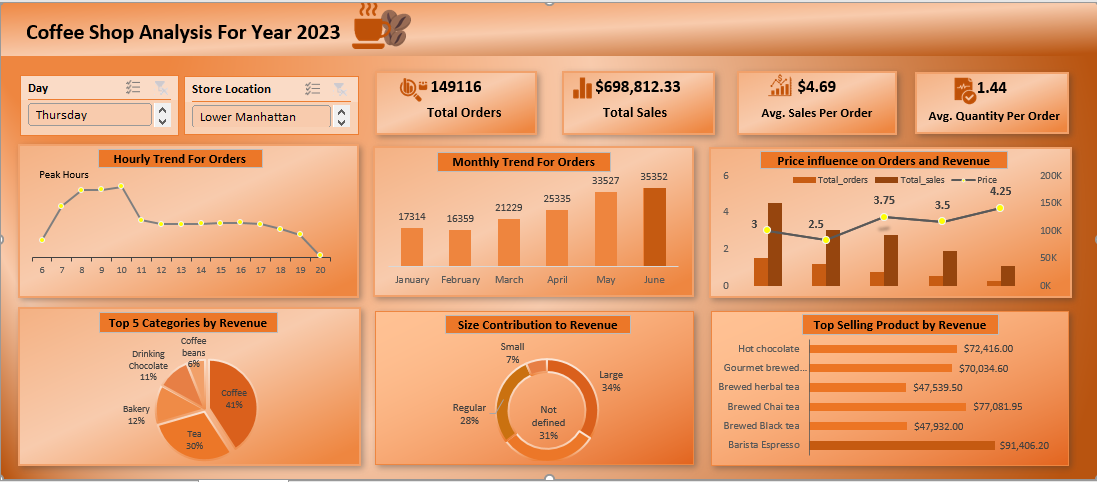 Coffee Shop Analysis For Year 2023
Day
Thursday
Store Location
Lower Manhattan
149116
Total Orders
$698,812.33
Total Sales
$4.69
Avg. Sales Per Order
1.44
Avg. Quantity Per Order
Hourly Trend For Orders
Peak Hours
6 7 8 9 10 11 12 13 14 15 16 17 18 19 20
Monthly Trend For Orders
17314 16359 21229 25335 33527 35352
January February March April May June
Price influence on Orders and Revenue
Total_orders Total_sales Price
6 4 2 0
200K 150K 100K 50K 0K
3 2.5 3.75 3.5 4.25
Top 5 Categories by Revenue
Coffee
beans
6%
Drinking
Chocolate
11%
Bakery
12%
Tea
30%
Coffee
41%
Size Contribution to Revenue
Small
7%
Large
34%
Regular
28%
Not
defined
31%
Top Selling Product by Revenue
Hot chocolate $72,416.00
Gourmet brewed... $70,034.60
Brewed herbal tea $47,539.50
Brewed Chai tea $77,081.95
Brewed Black tea $47,932.00
Barista Espresso $91,406.20